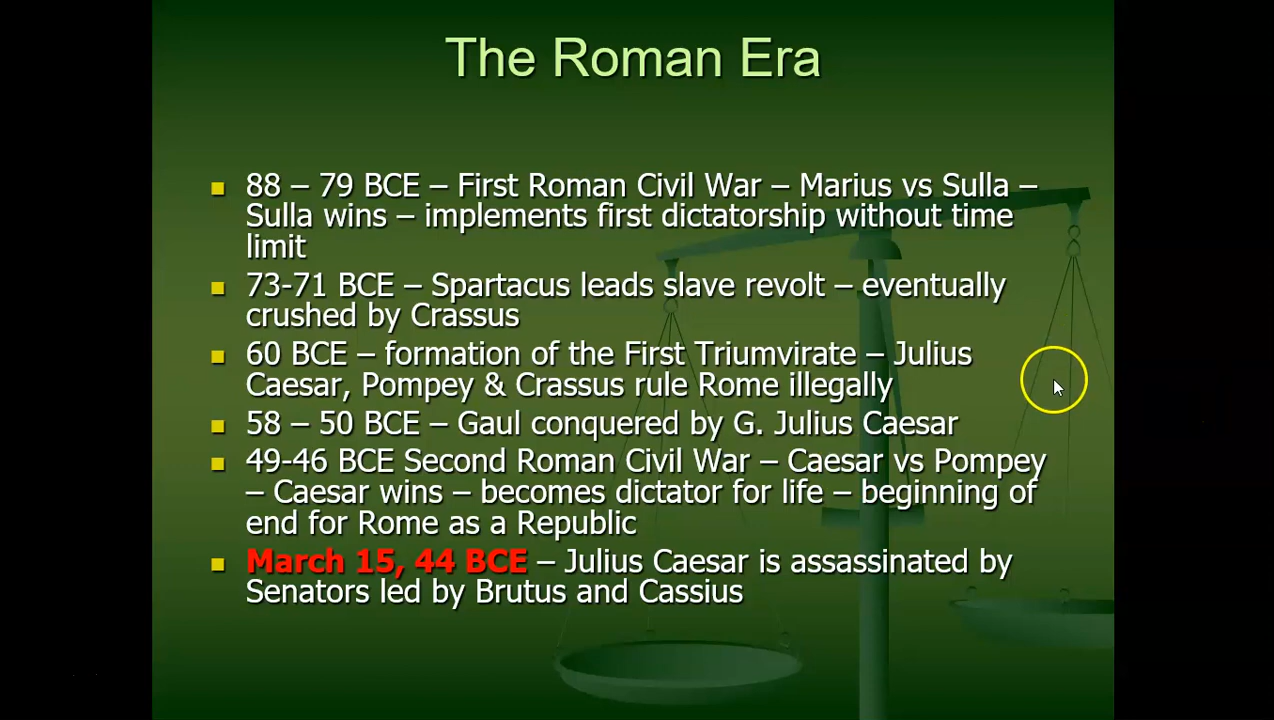 The Roman Era
88 – 79 BCE – First Roman Civil War – Marius vs Sulla –
Sulla wins – implements first dictatorship without time
limit
73-71 BCE – Spartacus leads slave revolt – eventually
crushed by Crassus
60 BCE – formation of the First Triumvirate – Julius
Caesar, Pompey & Crassus rule Rome illegally
58 – 50 BCE – Gaul conquered by G. Julius Caesar
49-46 BCE Second Roman Civil War – Caesar vs Pompey
– Caesar wins – becomes dictator for life – beginning of
end for Rome as a Republic
March 15, 44 BCE – Julius Caesar is assassinated by
Senators led by Brutus and Cassius